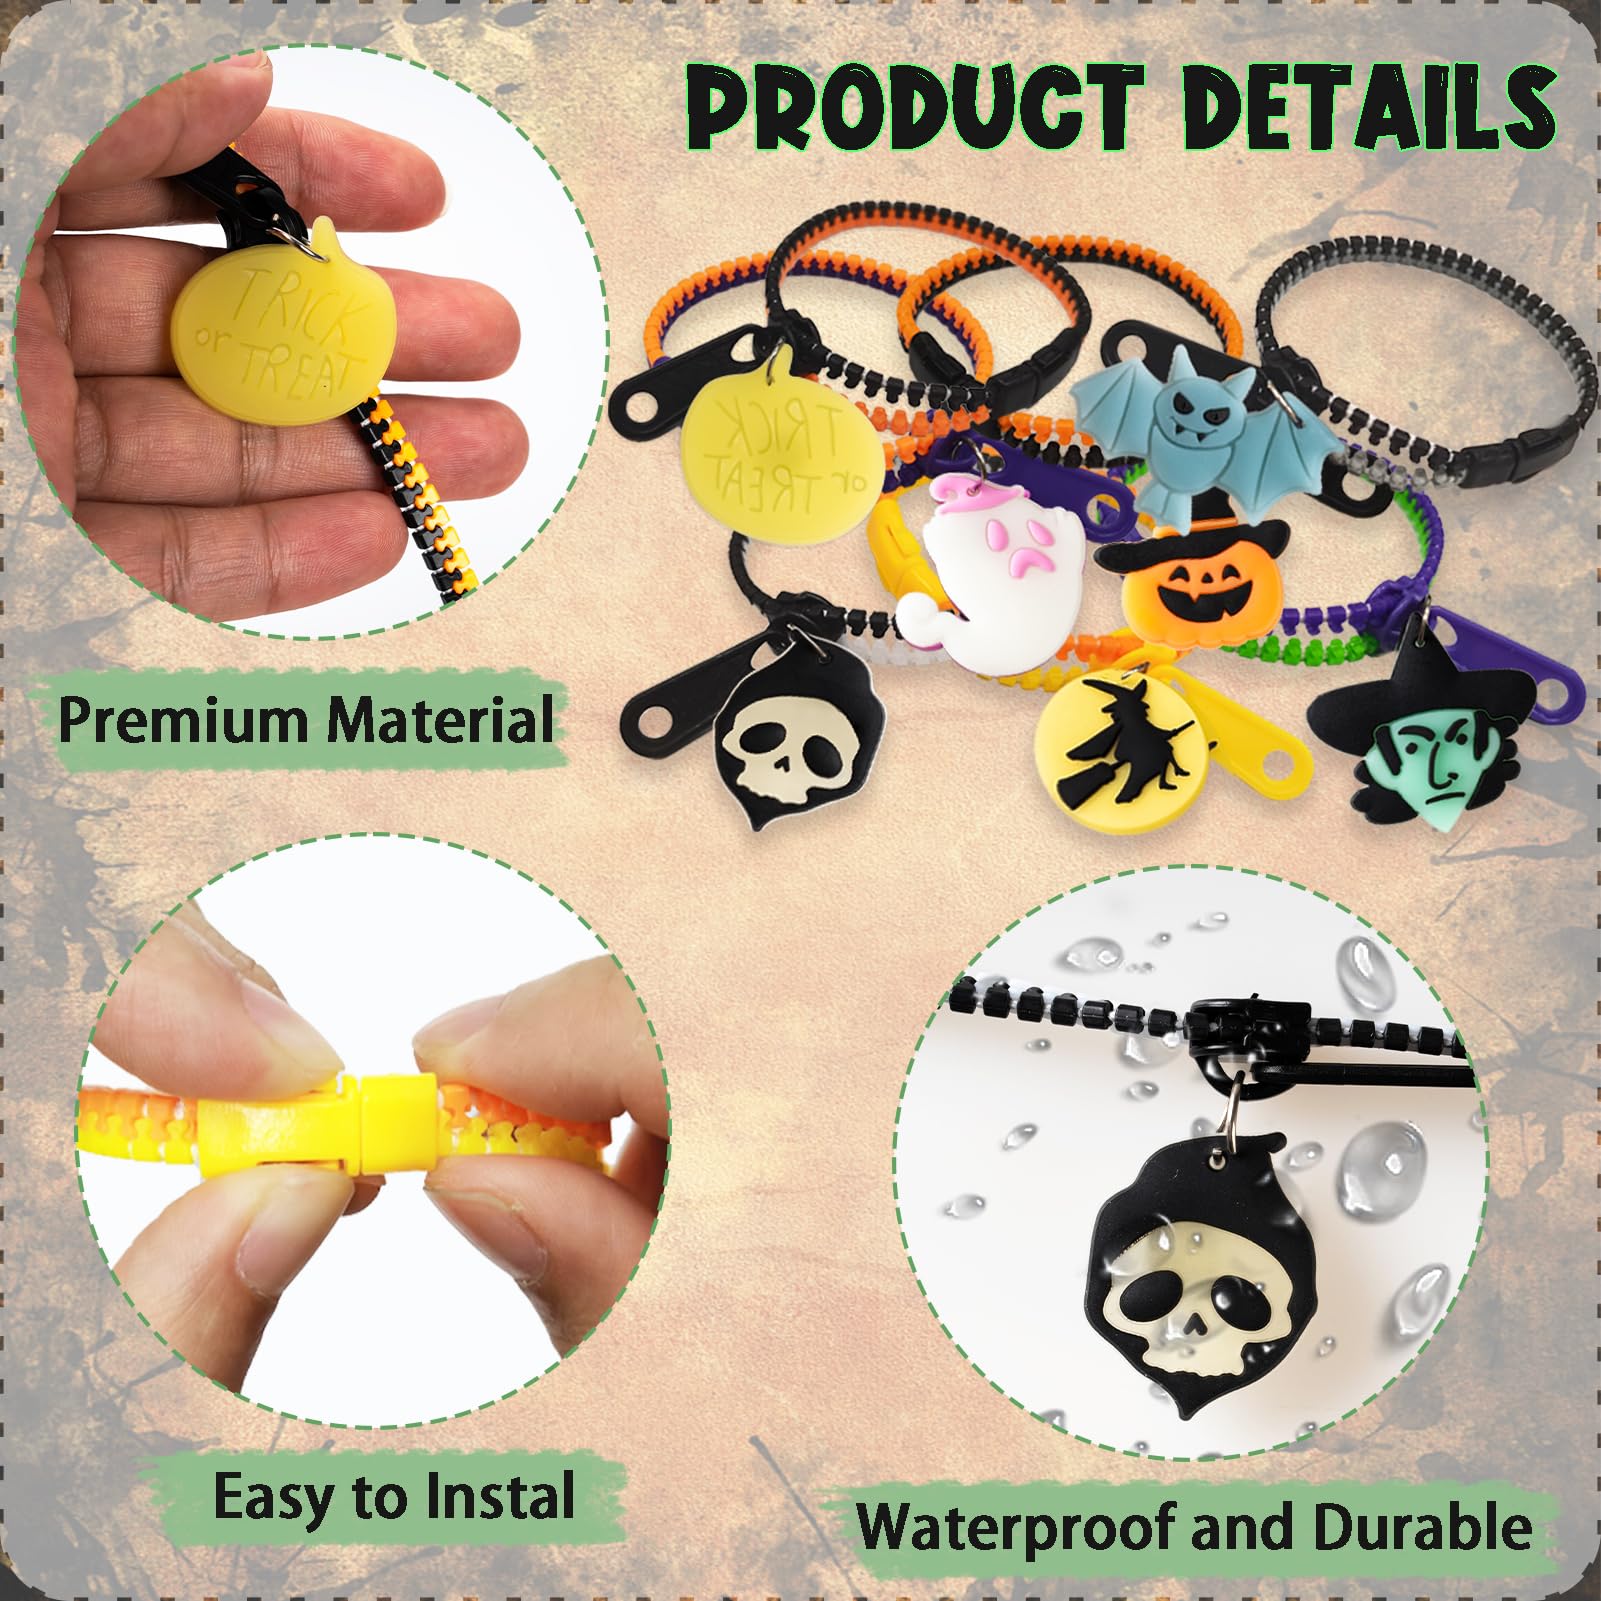 PRODUCT DETAILS
TRICK
or TREAT
TRICK
or TREAT
Premium Material
Easy to Instal
Waterproof and Durable